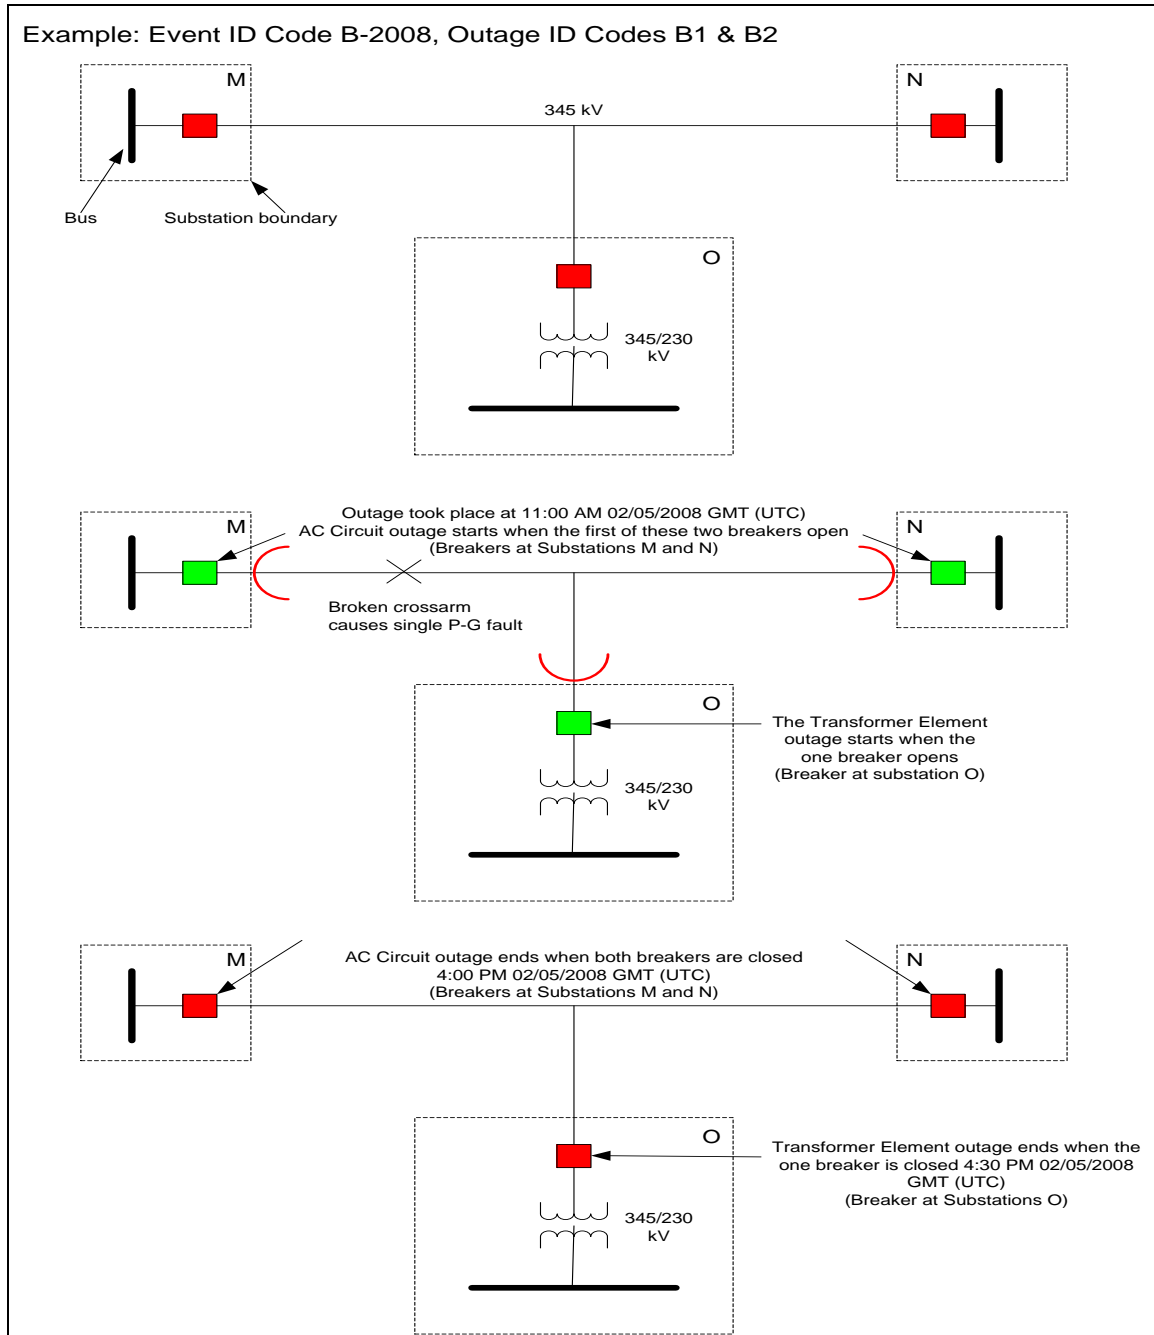 Example: Event ID Code B-2008, Outage ID Codes B1 & B2
M
N
345 kV
Bus
Substation boundary
O
345/230
kV
Outage took place at 11:00 AM 02/05/2008 GMT (UTC)
M
AC Circuit outage starts when the first of these two breakers open
N
(Breakers at Substations M and N)
Broken crossarm
causes single P-G fault
O
The Transformer Element
outage starts when the
one breaker opens
(Breaker at substation O)
345/230
kV
M
AC Circuit outage ends when both breakers are closed
N
4:00 PM 02/05/2008 GMT (UTC)
(Breakers at Substations M and N)
O
Transformer Element outage ends when the
one breaker is closed 4:30 PM 02/05/2008
GMT (UTC)
(Breaker at Substations O)
345/230
kV